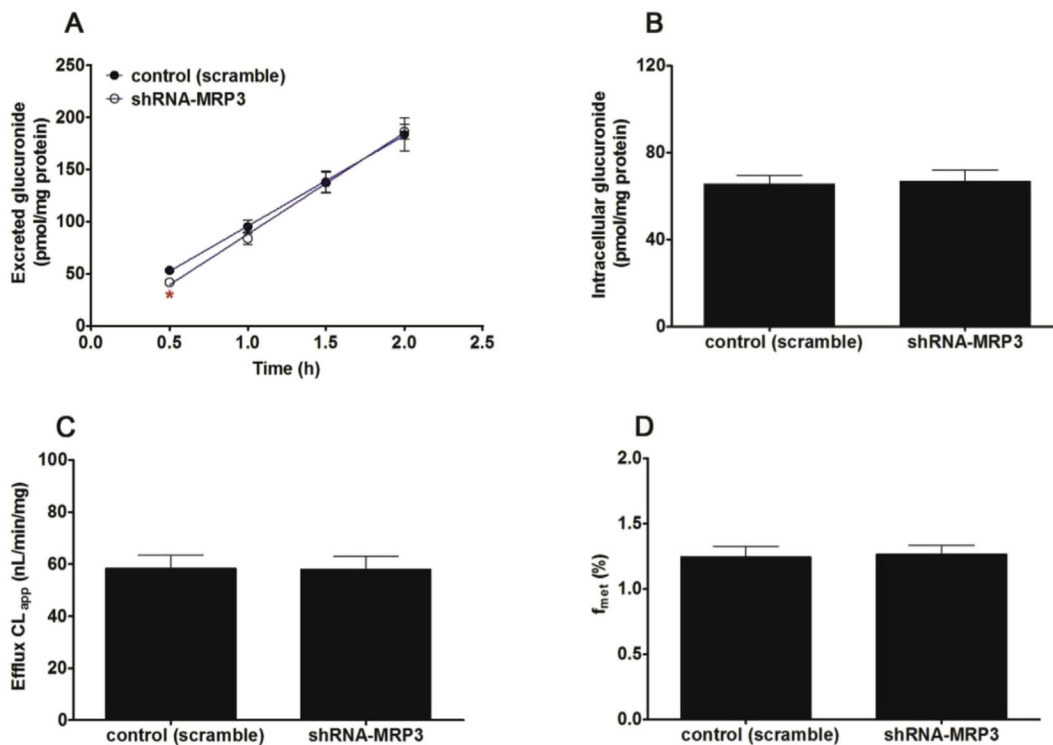 A
Excreted glucuronide
(pmol/mg protein)
250
200
150
100
50
0
control (scramble)
shRNA-MRP3
*
0.0 0.5 1.0 1.5 2.0 2.5
Time (h)
B
Intracellular glucuronide
(pmol/mg protein)
120
80
40
0
control (scramble) shRNA-MRP3
C
Efflux CLapp (nL/min/mg)
100
80
60
40
20
0
control (scramble) shRNA-MRP3
D
fmet (%)
2.0
1.5
1.0
0.5
0.0
control (scramble) shRNA-MRP3